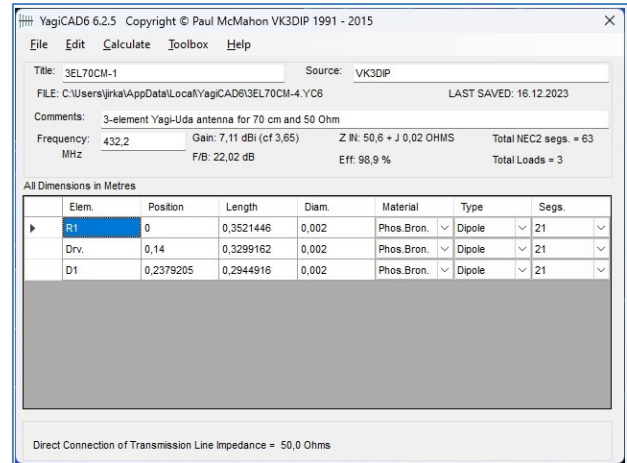 YagiCAD6 6.2.5 Copyright © Paul McMahon VK3DIP 1991 - 2015
File Edit Calculate Toolbox Help
Title: 3EL70CM-1 Source: VK3DIP
FILE: C:\Users\jirka\AppData\Local\YagiCAD6\3EL70CM-4.YC6 LAST SAVED: 16.12.2023
Comments: 3-element Yagi-Uda antenna for 70 cm and 50 Ohm
Frequency: 432,2 Gain: 7,11 dBi (cf 3,65) Z IN: 50,6 + J 0,02 OHMS Total NEC2 segs. = 63
MHz F/B: 22,02 dB Eff: 98,9 % Total Loads = 3
All Dimensions in Metres
Elem. Position Length Diam. Material Type Segs.
R1 0 0,3521446 0,002 Phos.Bron. Dipole 21
Drv. 0,14 0,3299162 0,002 Phos.Bron. Dipole 21
D1 0,2379205 0,2944916 0,002 Phos.Bron. Dipole 21
Direct Connection of Transmission Line Impedance = 50,0 Ohms